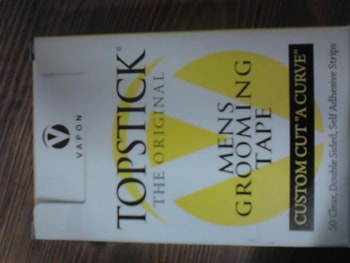 VAPON
TOPSTICK®
THE ORIGINAL
MENS
GROOMING
TAPE
CUSTOM CUT "A CURVE"
50 Clear, Double Sided, Self Adhesive Strips